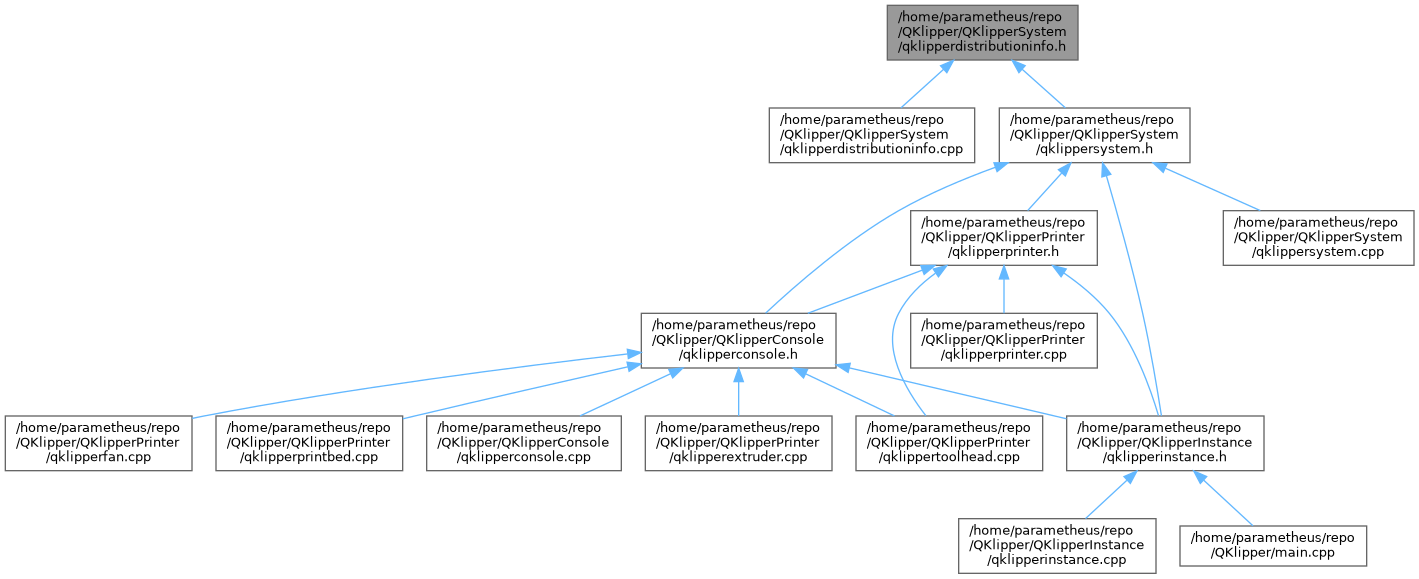 /home/parametheus/repo
/QKlipper/QKlipperSystem
/qklipperdistributioninfo.h
/home/parametheus/repo
/QKlipper/QKlipperSystem
/qklipperdistributioninfo.cpp
/home/parametheus/repo
/QKlipper/QKlipperSystem
/qklippersystem.h
/home/parametheus/repo
/QKlipper/QKlipperPrinter
/qklipperprinter.h
/home/parametheus/repo
/QKlipper/QKlipperSystem
/qklippersystem.cpp
/home/parametheus/repo
/QKlipper/QKlipperConsole
/qklipperconsole.h
/home/parametheus/repo
/QKlipper/QKlipperPrinter
/qklipperprinter.cpp
/home/parametheus/repo
/QKlipper/QKlipperPrinter
/qklipperfan.cpp
/home/parametheus/repo
/QKlipper/QKlipperPrinter
/qklipperprintbed.cpp
/home/parametheus/repo
/QKlipper/QKlipperConsole
/qklipperconsole.cpp
/home/parametheus/repo
/QKlipper/QKlipperPrinter
/qklipperextruder.cpp
/home/parametheus/repo
/QKlipper/QKlipperPrinter
/qklippertoolhead.cpp
/home/parametheus/repo
/QKlipper/QKlipperInstance
/qklipperinstance.h
/home/parametheus/repo
/QKlipper/QKlipperInstance
/qklipperinstance.cpp
/home/parametheus/repo
/QKlipper/main.cpp